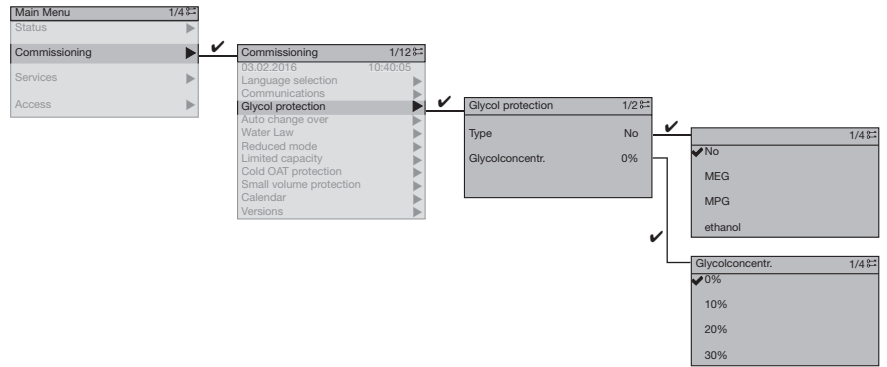 Main Menu 1/4
Status
Commissioning
Services
Access
Commissioning 1/12
03.02.2016 10:40:05
Language selection
Communications
Glycol protection
Auto change over
Water Law
Reduced mode
Limited capacity
Cold OAT protection
Small volume protection
Calendar
Versions
Glycol protection 1/2
Type No
Glycolconcentr. 0%
1/4
No
MEG
MPG
ethanol
Glycolconcentr. 1/4
0%
10%
20%
30%